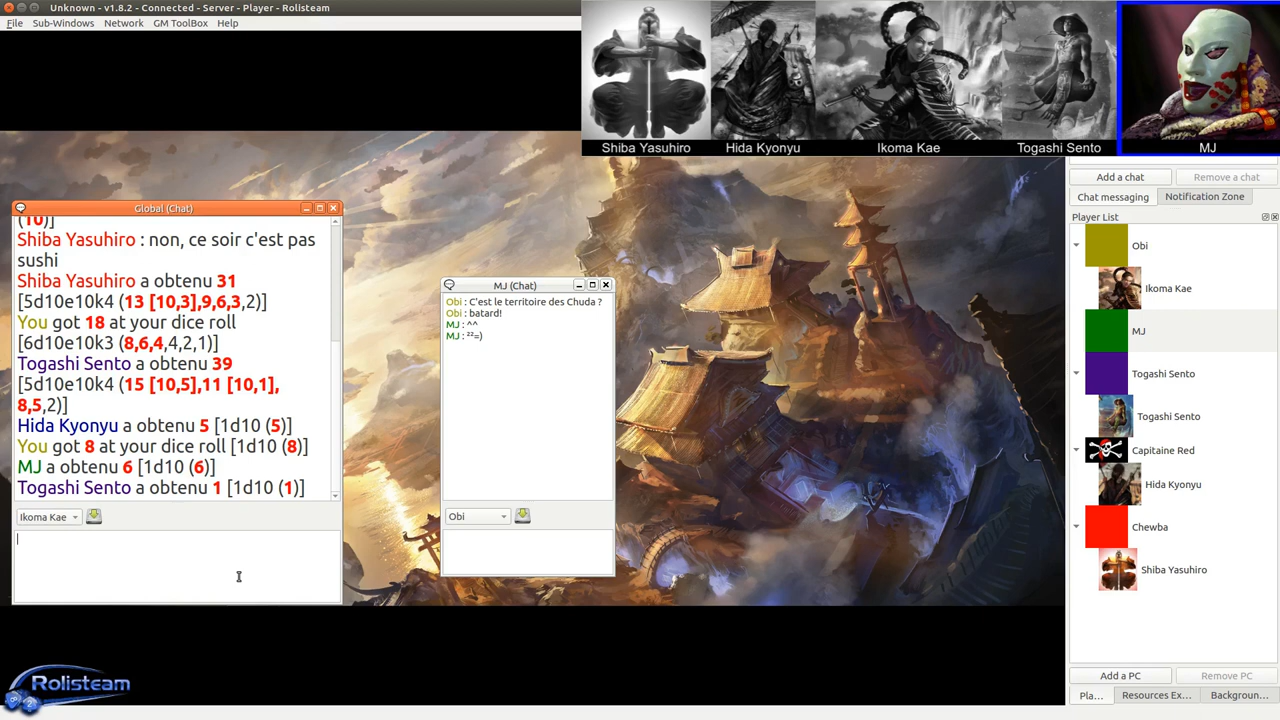 Unknown - v1.8.2 - Connected - Server - Player - Rolisteam
File Sub-Windows Network GM ToolBox Help
Shiba Yasuhiro Hida Kyonyu Ikoma Kae Togashi Sento MJ
Add a chat Remove a chat
Chat messaging Notification Zone
Player List
Obi
Ikoma Kae
MJ
Togashi Sento
Togashi Sento
Capitaine Red
Hida Kyonyu
Chewba
Shiba Yasuhiro
Add a PC Remove PC
Pla... Resources Ex... Backgroun...
Global (Chat)
(10)]
Shiba Yasuhiro : non, ce soir c'est pas
sushi
Shiba Yasuhiro a obtenu 31
[5d10e10k4 (13 [10,3],9,6,3,2)]
You got 18 at your dice roll
[6d10e10k3 (8,6,4,4,2,1)]
Togashi Sento a obtenu 39
[5d10e10k4 (15 [10,5],11 [10,1],
8,5,2)]
Hida Kyonyu a obtenu 5 [1d10 (5)]
You got 8 at your dice roll [1d10 (8)]
MJ a obtenu 6 [1d10 (6)]
Togashi Sento a obtenu 1 [1d10 (1)]
Ikoma Kae
MJ (Chat)
Obi : C'est le territoire des Chuda ?
Obi : batard!
MJ : ^^
MJ : ²²=)
Obi
Rolisteam